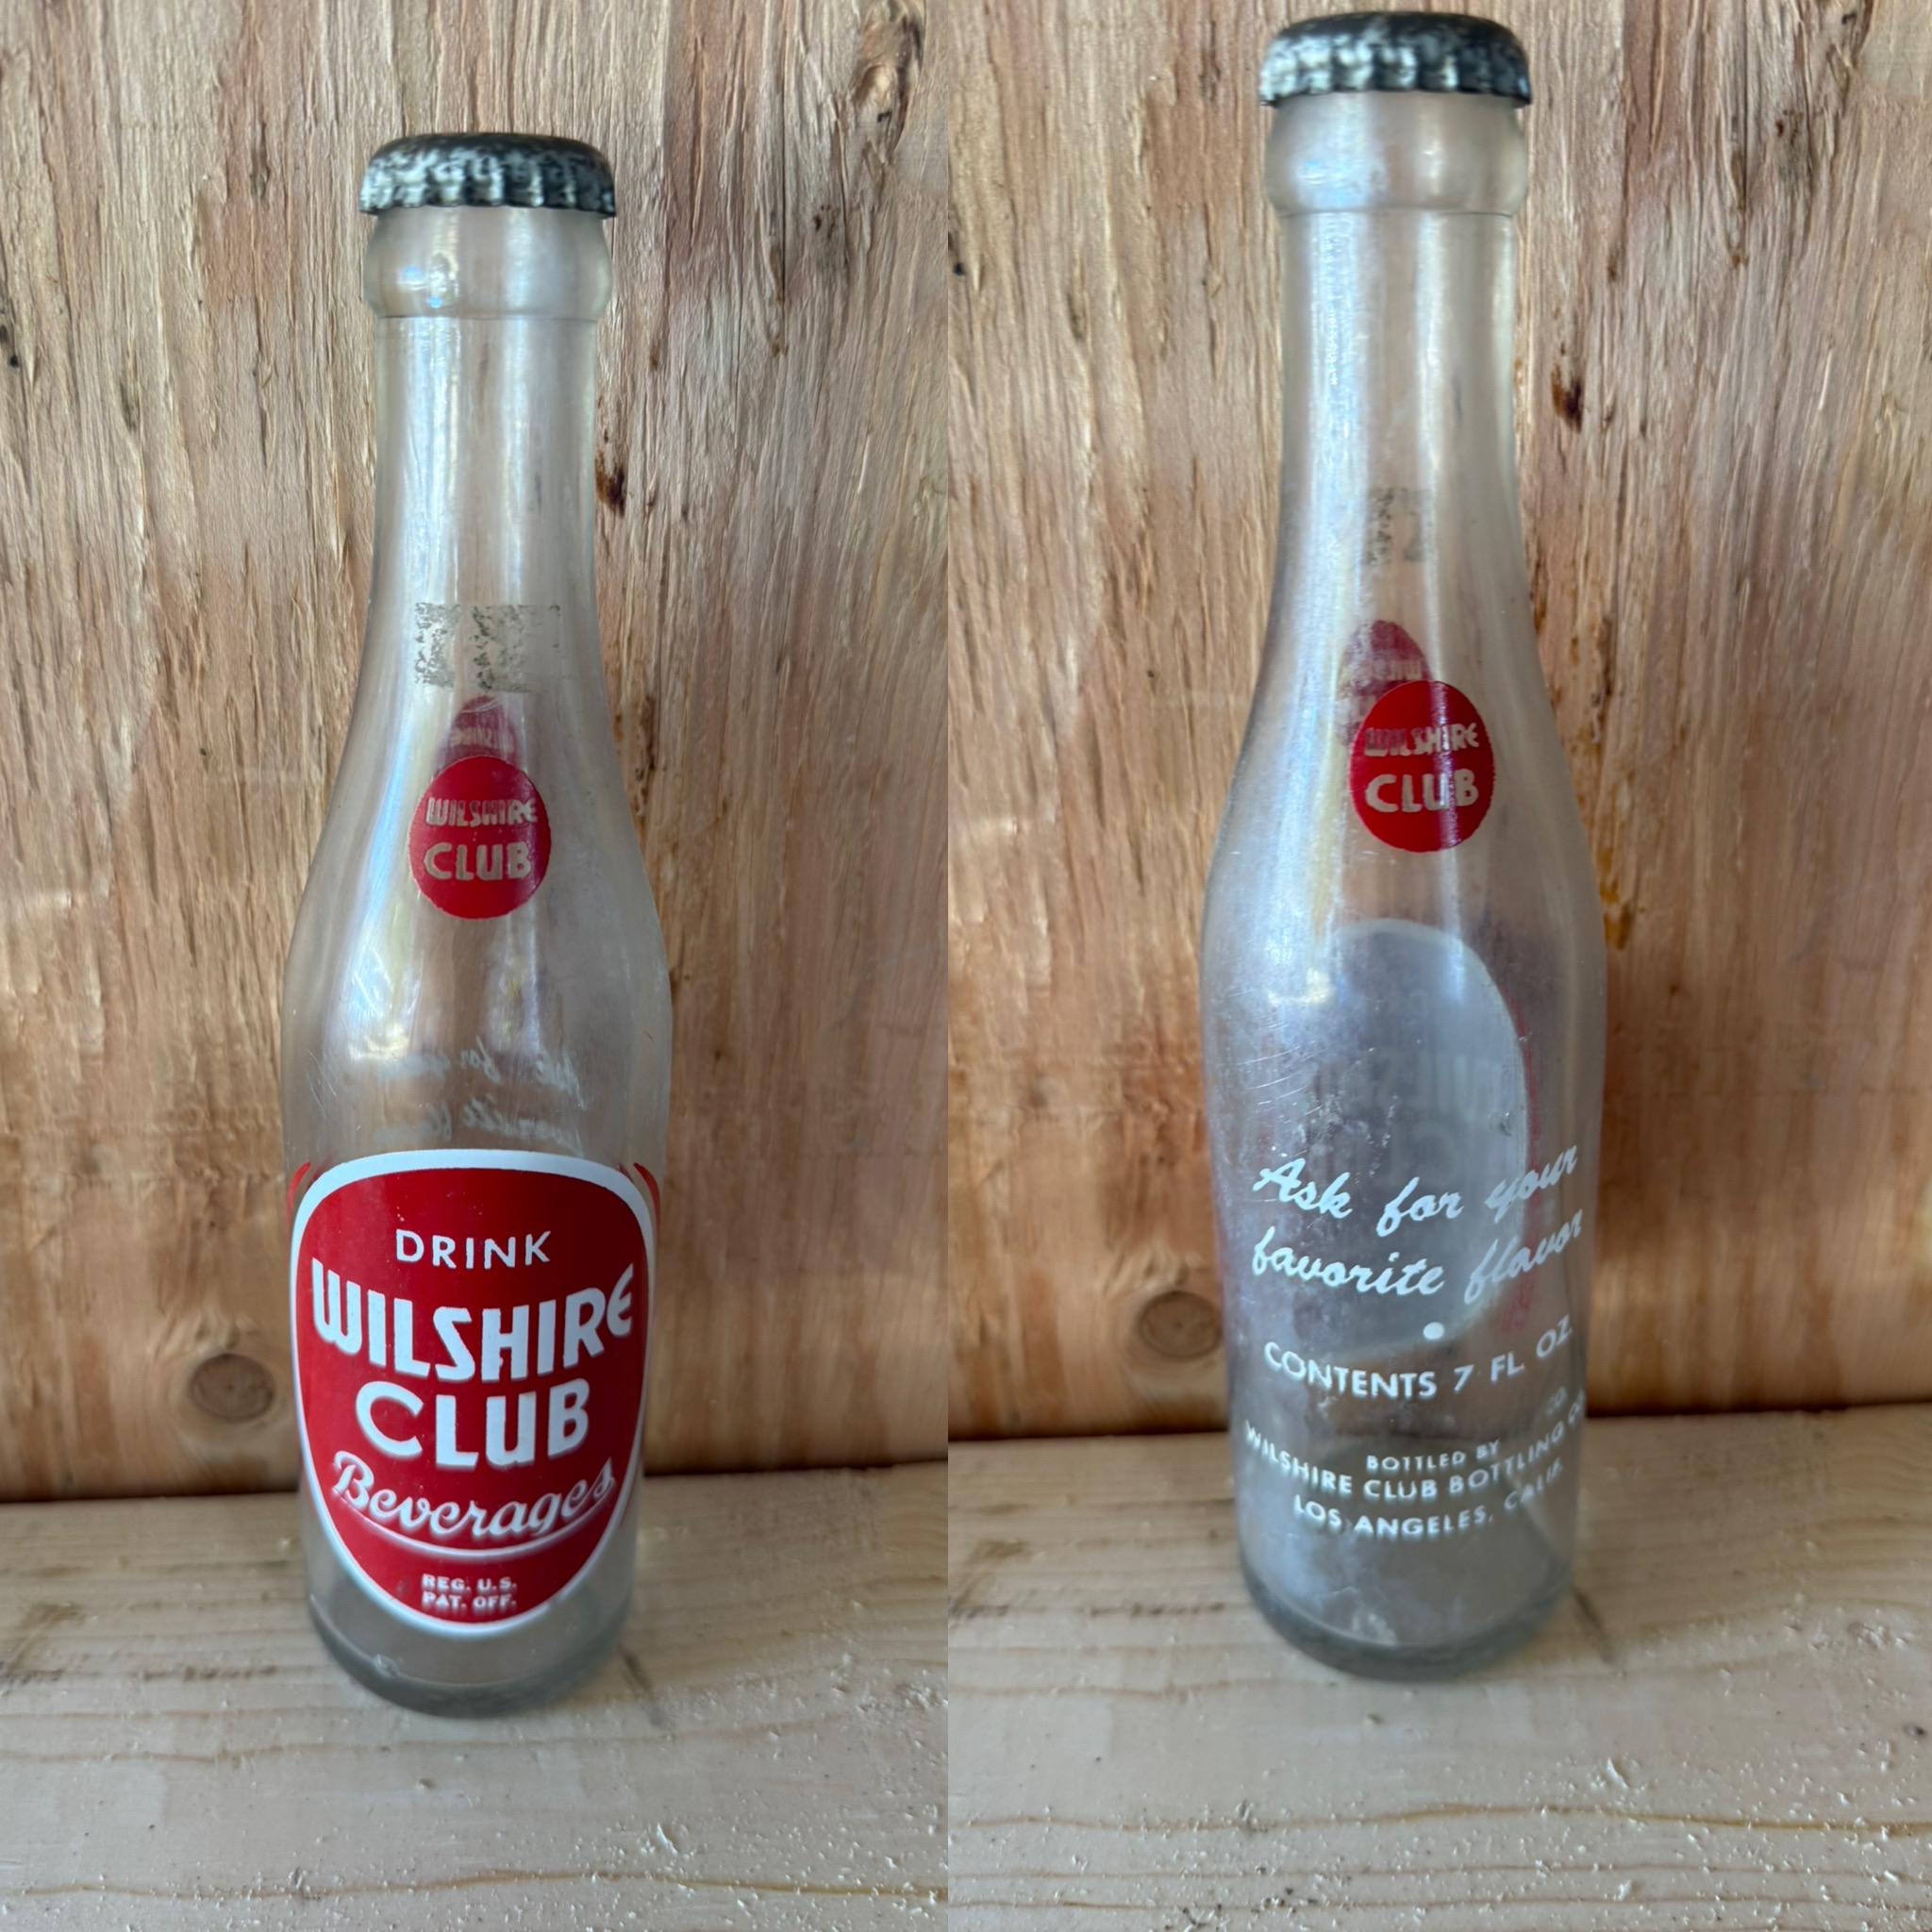 WILSHIRE
CLUB
DRINK
WILSHIRE
CLUB
Beverages
REG. U.S.
PAT. OFF.
WILSHIRE
CLUB
Ask for your
favorite flavor
CONTENTS 7 FL. OZ.
BOTTLED BY
WILSHIRE CLUB BOTTLING CO.
LOS ANGELES, CALIF.